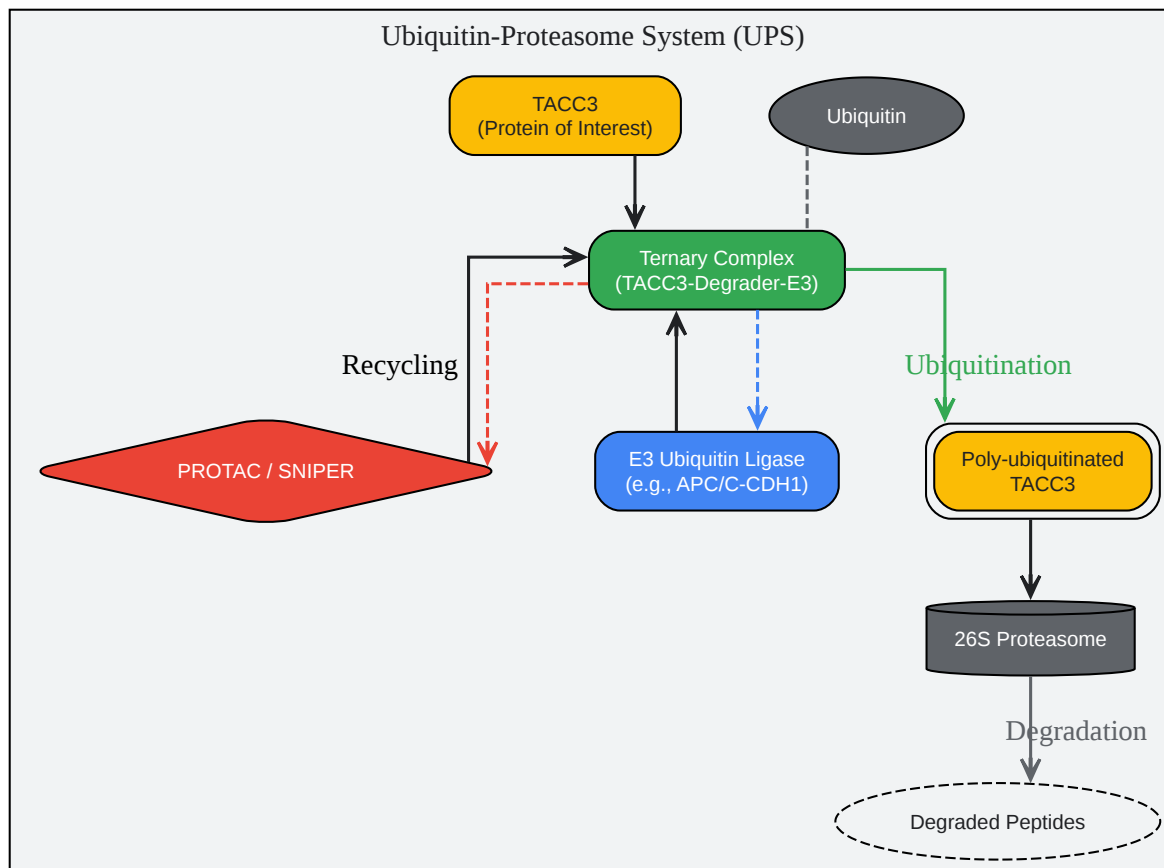 Ubiquitin-Proteasome System (UPS)
TACC3
(Protein of Interest)
Ubiquitin
Ternary Complex
(TACC3-Degrader-E3)
Recycling
Ubiquitination
PROTAC / SNIPER
E3 Ubiquitin Ligase
(e.g., APC/C-CDH1)
Poly-ubiquitinated
TACC3
26S Proteasome
Degradation
Degraded Peptides